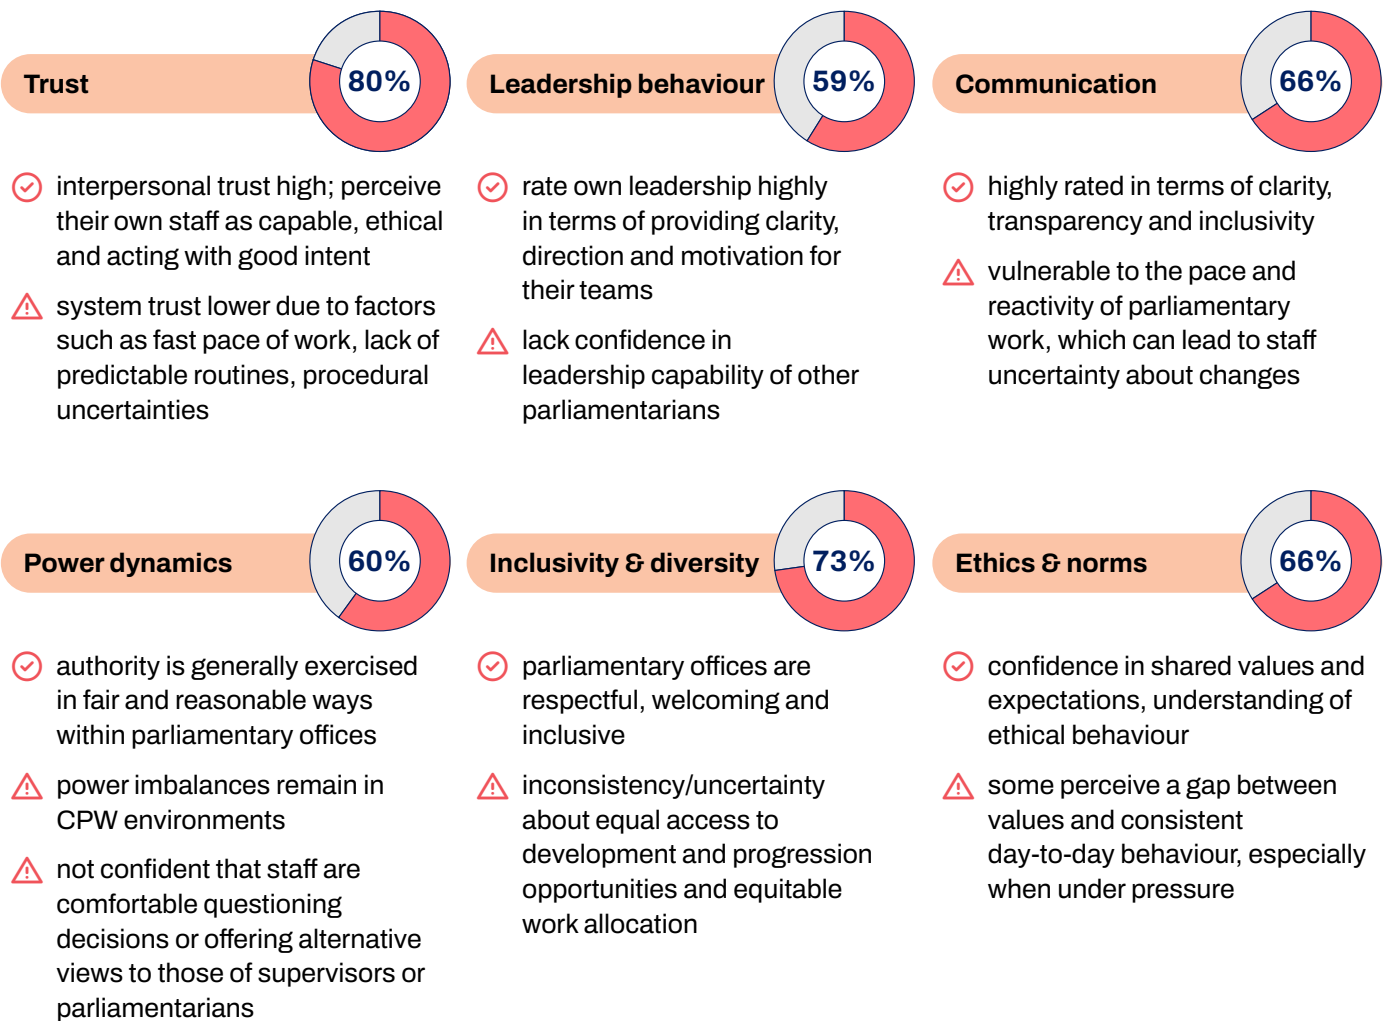 Trust
80%
interpersonal trust high; perceive
their own staff as capable, ethical
and acting with good intent
system trust lower due to factors
such as fast pace of work, lack of
predictable routines, procedural
uncertainties
Leadership behaviour
59%
rate own leadership highly
in terms of providing clarity,
direction and motivation for
their teams
lack confidence in
leadership capability of other
parliamentarians
Communication
66%
highly rated in terms of clarity,
transparency and inclusivity
vulnerable to the pace and
reactivity of parliamentary
work, which can lead to staff
uncertainty about changes
Power dynamics
60%
authority is generally exercised
in fair and reasonable ways
within parliamentary offices
power imbalances remain in
CPW environments
not confident that staff are
comfortable questioning
decisions or offering alternative
views to those of supervisors or
parliamentarians
Inclusivity & diversity
73%
parliamentary offices are
respectful, welcoming and
inclusive
inconsistency/uncertainty
about equal access to
development and progression
opportunities and equitable
work allocation
Ethics & norms
66%
confidence in shared values and
expectations, understanding of
ethical behaviour
some perceive a gap between
values and consistent
day-to-day behaviour, especially
when under pressure